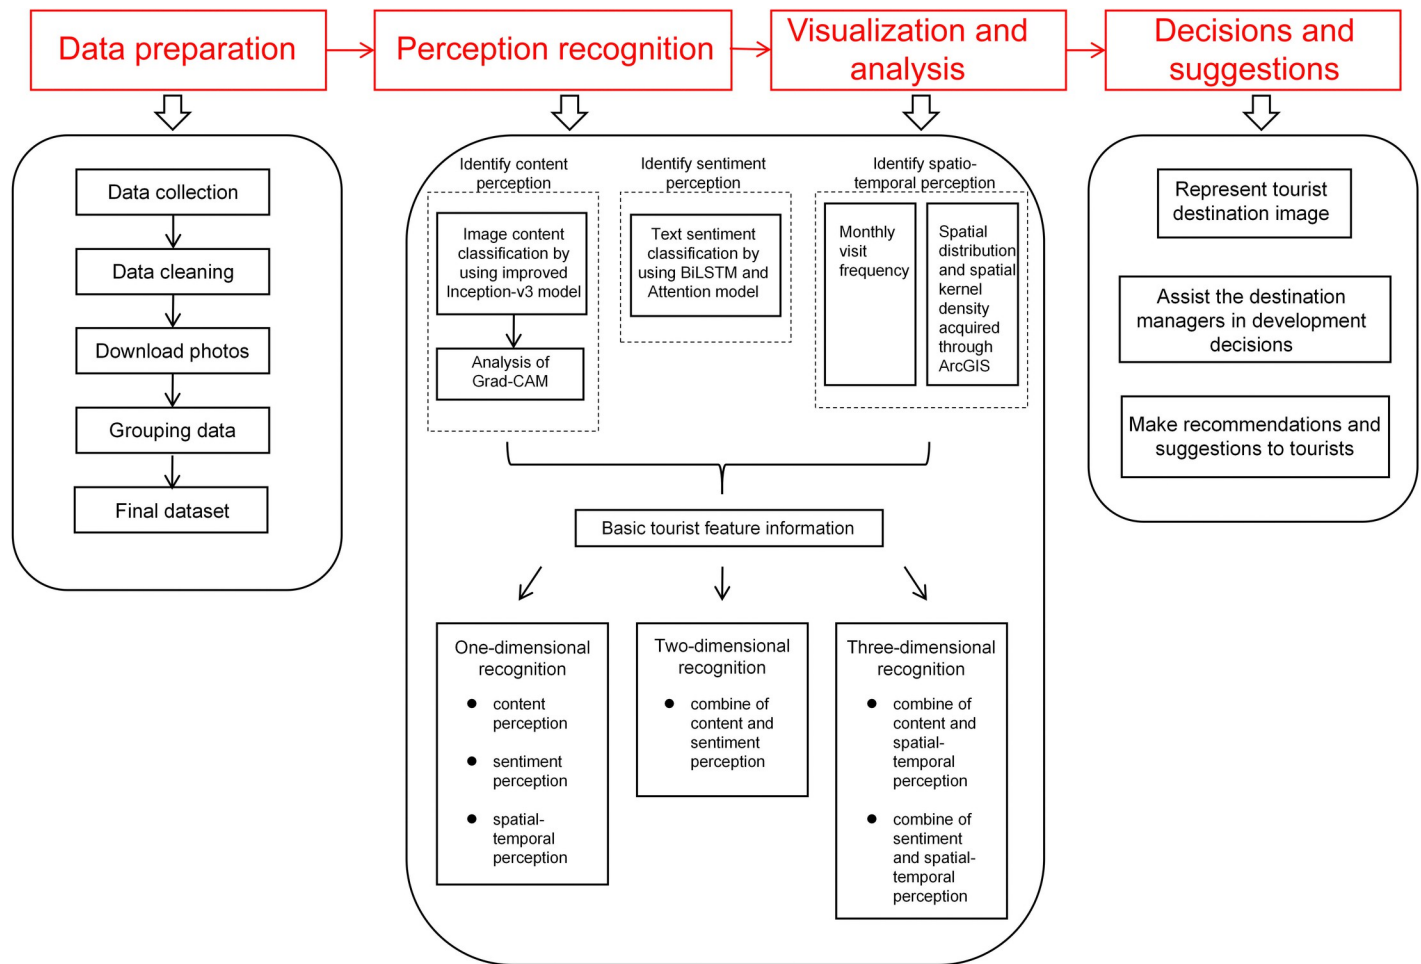 Data preparation
Perception recognition
Visualization and
analysis
Decisions and
suggestions
Data collection
Data cleaning
Download photos
Grouping data
Final dataset
Identify content
perception
Image content
classification by
using improved
Inception-v3 model
Analysis of
Grad-CAM
Identify sentiment
perception
Text sentiment
classification by
using BiLSTM and
Attention model
Identify spatio-
temporal perception
Monthly
visit
frequency
Spatial
distribution
and spatial
kernel
density
acquired
through
ArcGIS
Basic tourist feature information
One-dimensional
recognition
● content
perception
● sentiment
perception
● spatial-
temporal
perception
Two-dimensional
recognition
● combine of
content and
sentiment
perception
Three-dimensional
recognition
● combine of
content and
spatial-
temporal
perception
● combine of
sentiment
and spatial-
temporal
perception
Represent tourist
destination image
Assist the destination
managers in development
decisions
Make recommendations and
suggestions to tourists